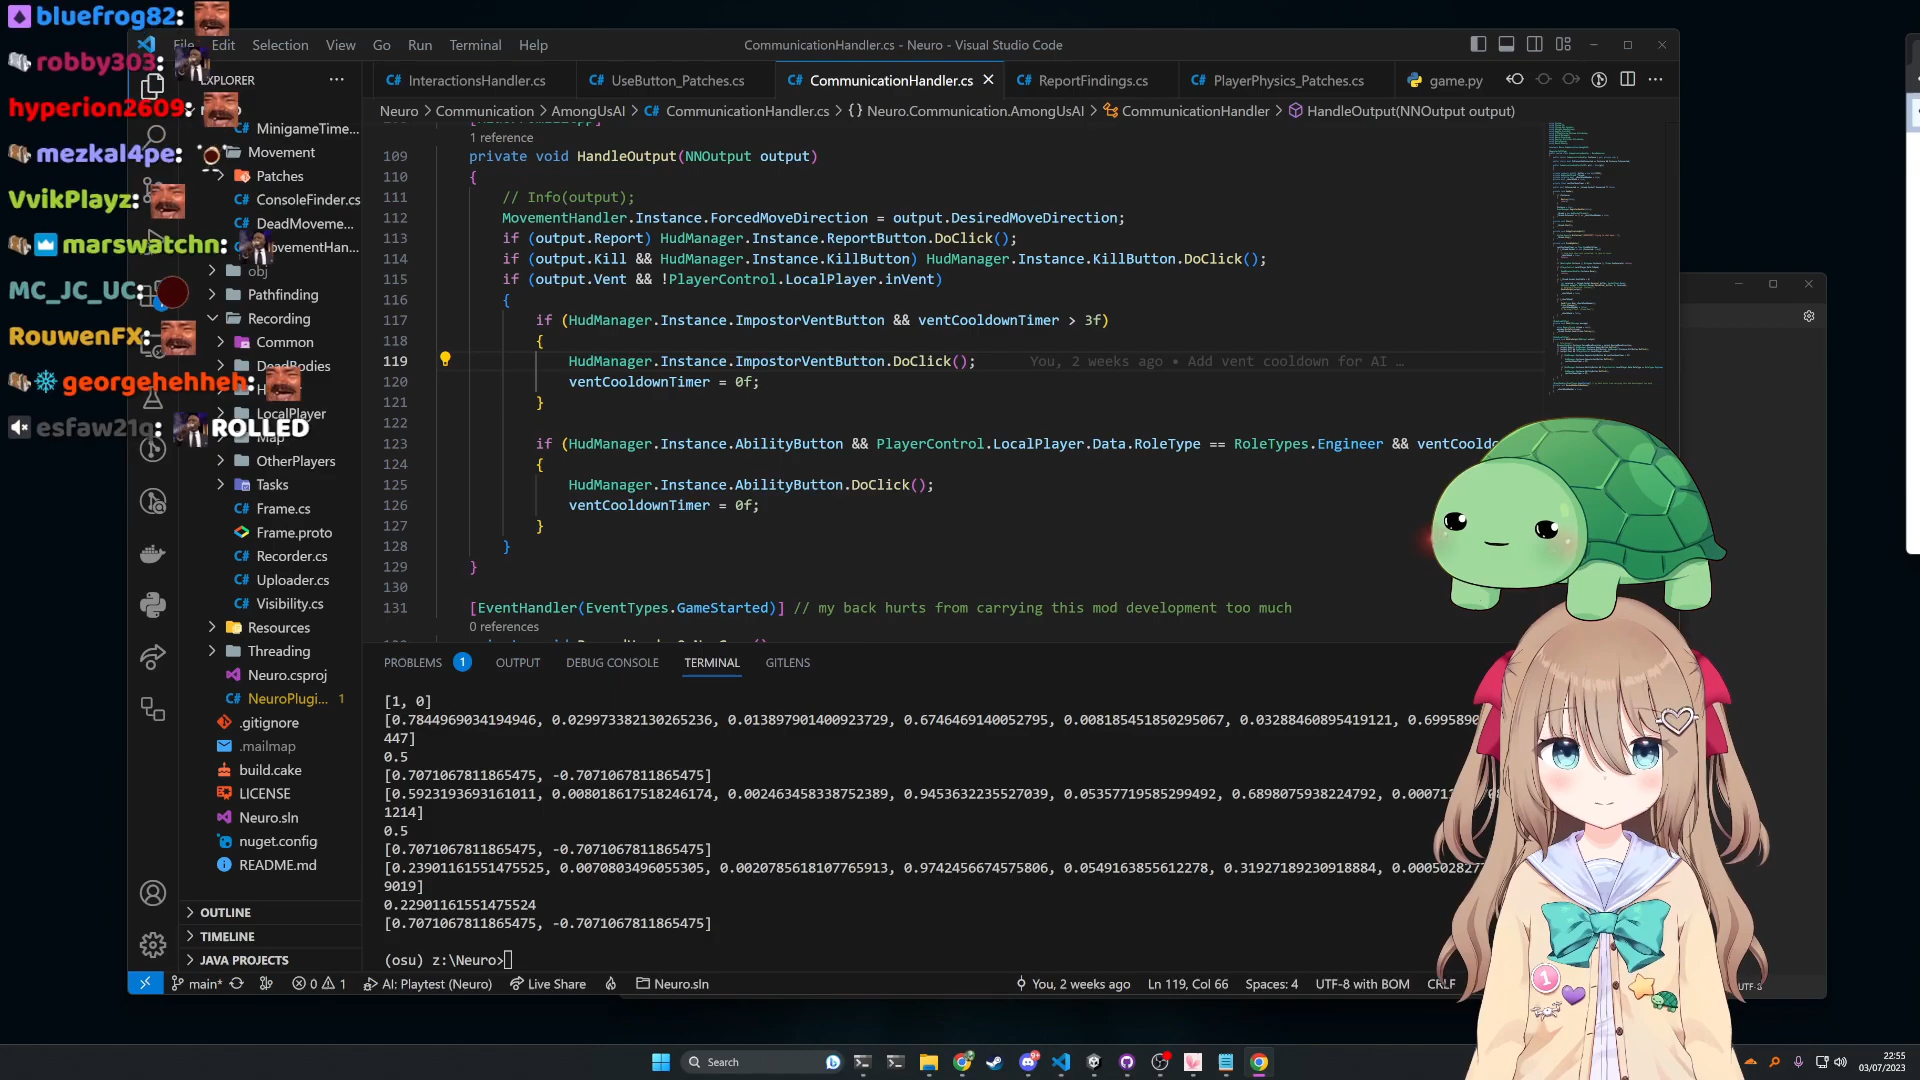 bluefrog82:
robby303:
hyperion2609:
mezkal4pe:
VvikPlayz:
marswatchn:
MC_JC_UC:
RouwenFX:
georgehehheh:
esfaw21q: ROLLED
File Edit Selection View Go Run Terminal Help
CommunicationHandler.cs - Neuro - Visual Studio Code
EXPLORER
InteractionsHandler.cs
UseButton_Patches.cs
CommunicationHandler.cs
ReportFindings.cs
PlayerPhysics_Patches.cs
game.py
Neuro > Communication > AmongUsAI > CommunicationHandler.cs > {} Neuro.Communication.AmongUsAI > CommunicationHandler > HandleOutput(NNOutput output)
MinigameTime...
Movement
Patches
ConsoleFinder.cs
DeadMoveme...
obj
Pathfinding
Recording
Common
DeadBodies
LocalPlayer
Map
OtherPlayers
Tasks
Frame.cs
Frame.proto
Recorder.cs
Uploader.cs
Visibility.cs
Resources
Threading
Neuro.csproj
NeuroPlugi... 1
.gitignore
.mailmap
build.cake
LICENSE
Neuro.sln
nuget.config
README.md
OUTLINE
TIMELINE
JAVA PROJECTS
1 reference
109 private void HandleOutput(NNOutput output)
110 {
111 // Info(output);
112 MovementHandler.Instance.ForcedMoveDirection = output.DesiredMoveDirection;
113 if (output.Report) HudManager.Instance.ReportButton.DoClick();
114 if (output.Kill && HudManager.Instance.KillButton) HudManager.Instance.KillButton.DoClick();
115 if (output.Vent && !PlayerControl.LocalPlayer.inVent)
116 {
117 if (HudManager.Instance.ImpostorVentButton && ventCooldownTimer > 3f)
118 {
119 HudManager.Instance.ImpostorVentButton.DoClick(); You, 2 weeks ago • Add vent cooldown for AI …
120 ventCooldownTimer = 0f;
121 }
122
123 if (HudManager.Instance.AbilityButton && PlayerControl.LocalPlayer.Data.RoleType == RoleTypes.Engineer && ventCooldo
124 {
125 HudManager.Instance.AbilityButton.DoClick();
126 ventCooldownTimer = 0f;
127 }
128 }
129 }
130
131 [EventHandler(EventTypes.GameStarted)] // my back hurts from carrying this mod development too much
0 references
PROBLEMS 1 OUTPUT DEBUG CONSOLE TERMINAL GITLENS
[1, 0]
[0.7844969034194946, 0.029973382130265236, 0.013897901400923729, 0.6746469140052795, 0.008185451850295067, 0.03288460895419121, 0.6995890
447]
0.5
[0.7071067811865475, -0.7071067811865475]
[0.5923193693161011, 0.008018617518246174, 0.002463458338752389, 0.9453632235527039, 0.05357719585299492, 0.6898075938224792, 0.00071
1214]
0.5
[0.7071067811865475, -0.7071067811865475]
[0.23901161551475525, 0.0070803496055305, 0.0020785618107765913, 0.9742456674575806, 0.0549163855612278, 0.31927189230918884, 0.00050282
9019]
0.22901161551475524
[0.7071067811865475, -0.7071067811865475]
(osu) z:\Neuro>
main* 0 1 AI: Playtest (Neuro) Live Share Neuro.sln You, 2 weeks ago Ln 119, Col 66 Spaces: 4 UTF-8 with BOM CRLF
1
Search
22:55
03/07/2023